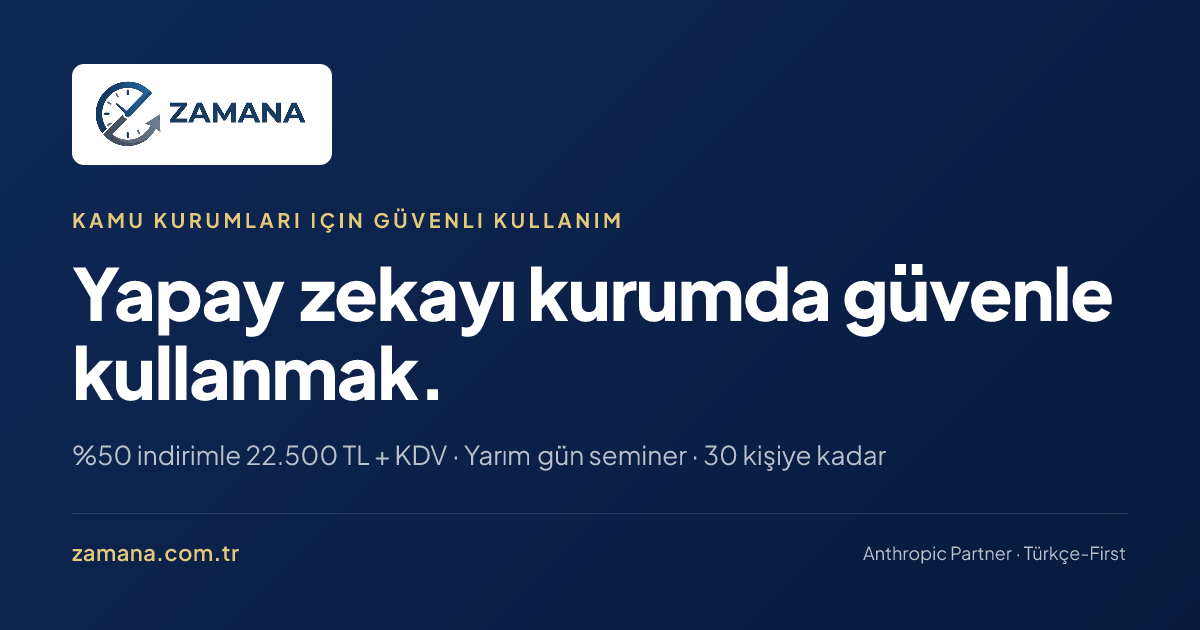 ZAMANA
KAMU KURUMLARI IÇIN GÜVENLI KULLANIM
Yapay zekayı kurumda güvenle
kullanmak.
%50 indirimle 22.500 TL + KDV · Yarım gün seminer · 30 kişiye kadar
zamana.com.tr
Anthropic Partner · Türkçe-First